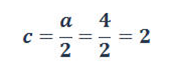 c = a/2 = 4/2 = 2